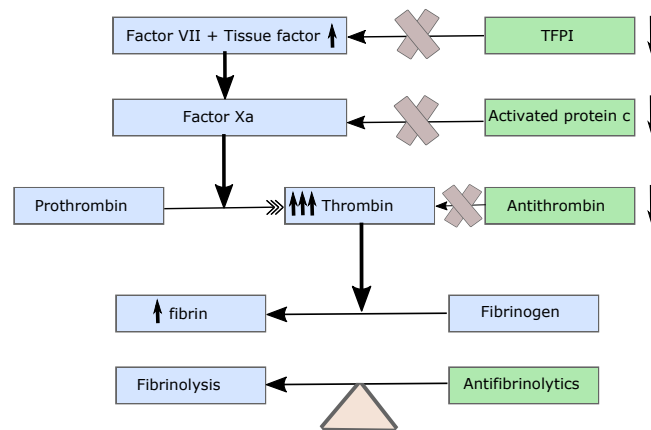 Factor VII + Tissue factor
TFPI
Factor Xa
Activated protein c
Prothrombin
Thrombin
Antithrombin
fibrin
Fibrinogen
Fibrinolysis
Antifibrinolytics